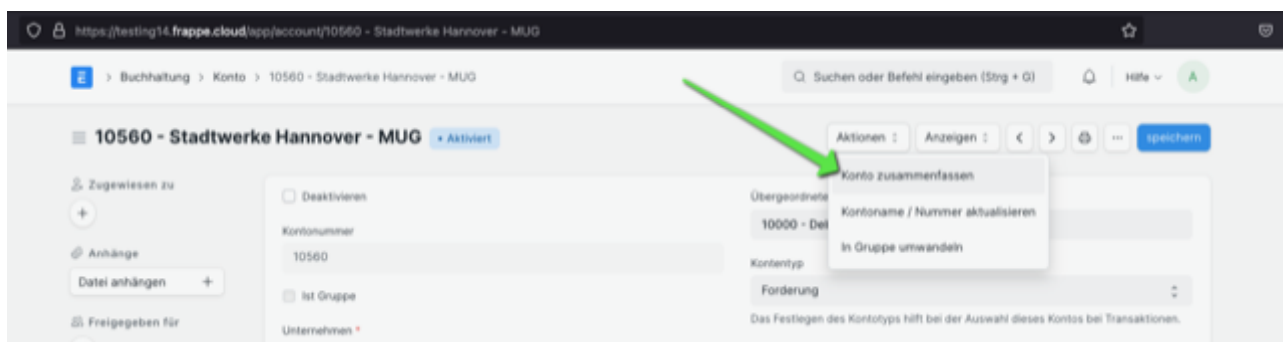 https://testing14.frappe.cloud/app/account/10560 - Stadtwerke Hannover - MUG
E > Buchhaltung > Konto > 10560 - Stadtwerke Hannover - MUG
Suchen oder Befehl eingeben (Strg + G)
Hilfe
A
10560 - Stadtwerke Hannover - MUG
• Aktiviert
Aktionen
Anzeigen
speichern
Konto zusammenfassen
Kontoname / Nummer aktualisieren
In Gruppe umwandeln
Zugewiesen zu
Anhänge
Datei anhängen +
Freigegeben für
Deaktivieren
Kontonummer
10560
Ist Gruppe
Unternehmen *
Übergeordnete
10000 - Del
Kontentyp
Forderung
Das Festlegen des Kontotyps hilft bei der Auswahl dieses Kontos bei Transaktionen.